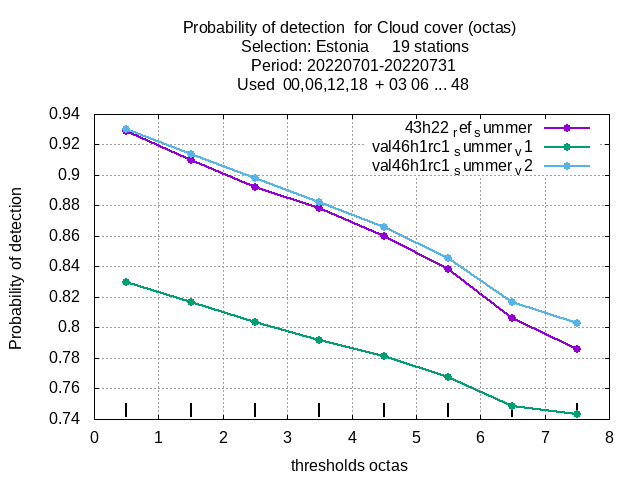 Probability of detection  for Cloud cover (octas)
Selection: Estonia     19 stations
Period: 20220701-20220731
Used  00,06,12,18  + 03 06 ... 48
43h22 ref summer
val46h1rc1 summer v1
val46h1rc1 summer v2
Probability of detection
0.94
0.92
0.9
0.88
0.86
0.84
0.82
0.8
0.78
0.76
0.74
0 1 2 3 4 5 6 7 8
thresholds octas